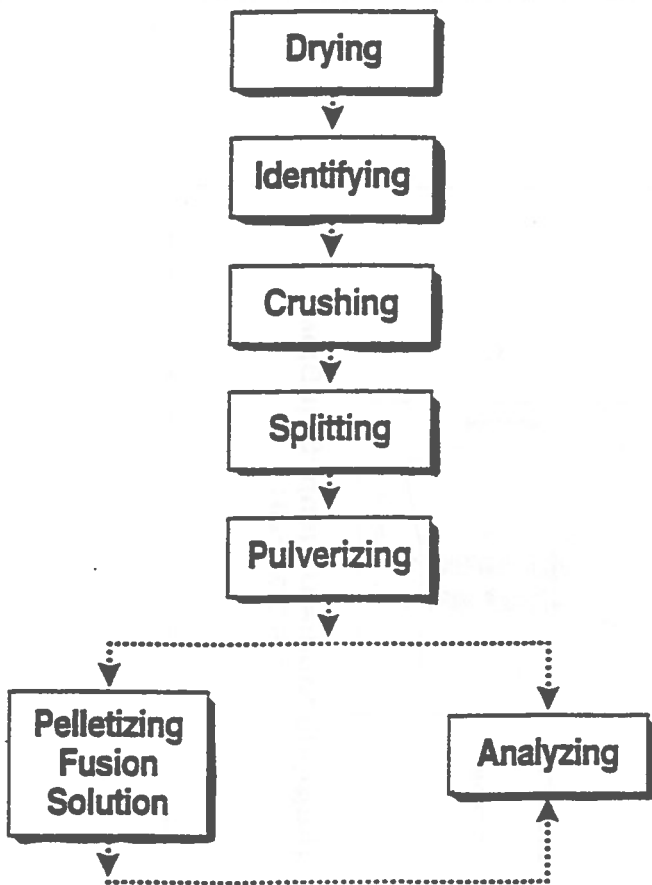 Drying
Identifying
Crushing
Splitting
Pulverizing
Pelletizing
Fusion
Solution
Analyzing